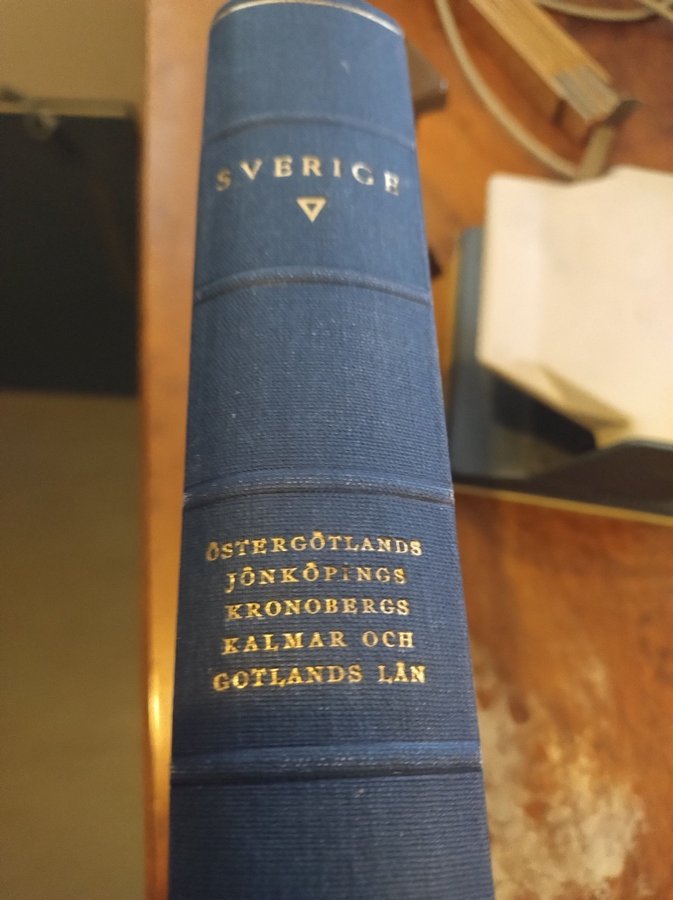 SVERIGE
ÖSTERGÖTLANDS
JÖNKÖPINGS
KRONOBERGS
KALMAR OCH
GOTLANDS LÄN